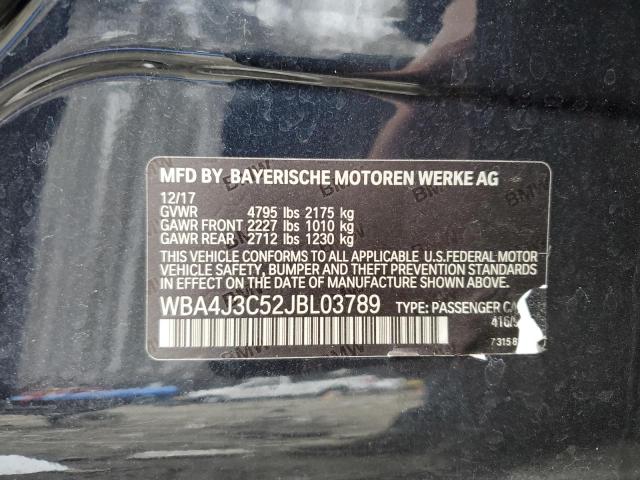 MFD BY BAYERISCHE MOTOREN WERKE AG
12/17
GVWR 4795 lbs 2175 kg
GAWR FRONT 2227 lbs 1010 kg
GAWR REAR 2712 lbs 1230 kg
THIS VEHICLE CONFORMS TO ALL APPLICABLE U.S.FEDERAL MOTOR
VEHICLE SAFETY, BUMPER AND THEFT PREVENTION STANDARDS
IN EFFECT ON THE DATE OF MANUFACTURE SHOWN ABOVE.
WBA4J3C52JBL03789 TYPE: PASSENGER
416/
7315